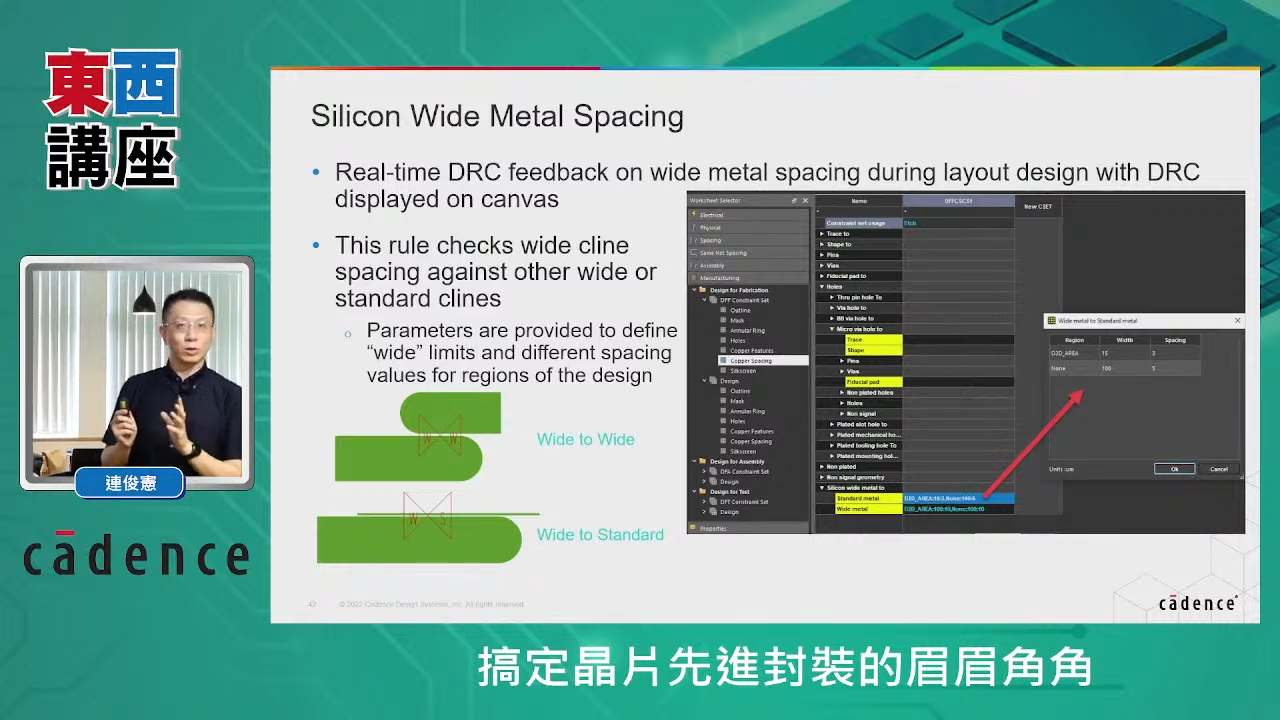 東西
講座
Silicon Wide Metal Spacing
• Real-time DRC feedback on wide metal spacing during layout design with DRC
displayed on canvas
• This rule checks wide cline
spacing against other wide or
standard clines
○ Parameters are provided to define
“wide” limits and different spacing
values for regions of the design
W W
Wide to Wide
W S
Wide to Standard
Worksheet Selector
Electrical
Physical
Spacing
Same Net Spacing
Assembly
Manufacturing
Design for Fabrication
DFF Constraint Set
Outline
Mask
Annular Ring
Holes
Copper Features
Copper Spacing
Silkscreen
Design
Outline
Mask
Annular Ring
Holes
Copper Features
Copper Spacing
Silkscreen
Design for Assembly
DFA Constraint Set
Design
Design for Test
DFT Constraint Set
Design
Properties
Name DFFCSCS1 New CSET
Constraint set usage Etch
Trace to
Shape to
Pins
Vias
Fiducial pad to
Holes
Thru pin hole To
Via hole to
BB via hole to
Micro via hole to
Trace
Shape
Pins
Vias
Fiducial pad
Non plated holes
Holes
Non signal
Plated slot hole to
Plated mechanical ho...
Plated tooling hole To
Plated mounting hol...
Non plated
Non signal geometry
Silicon wide metal to
Standard metal D2D_AREA:15:3,None:100:5
Wide metal D2D_AREA:100:10,None:100:10
Wide metal to Standard metal
Region Width Spacing
D2D_AREA 15 3
None 100 5
Units :um Ok Cancel
連俊憲
cādence
42 © 2022 Cadence Design Systems, Inc. All rights reserved.
cādence®
搞定晶片先進封裝的眉眉角角